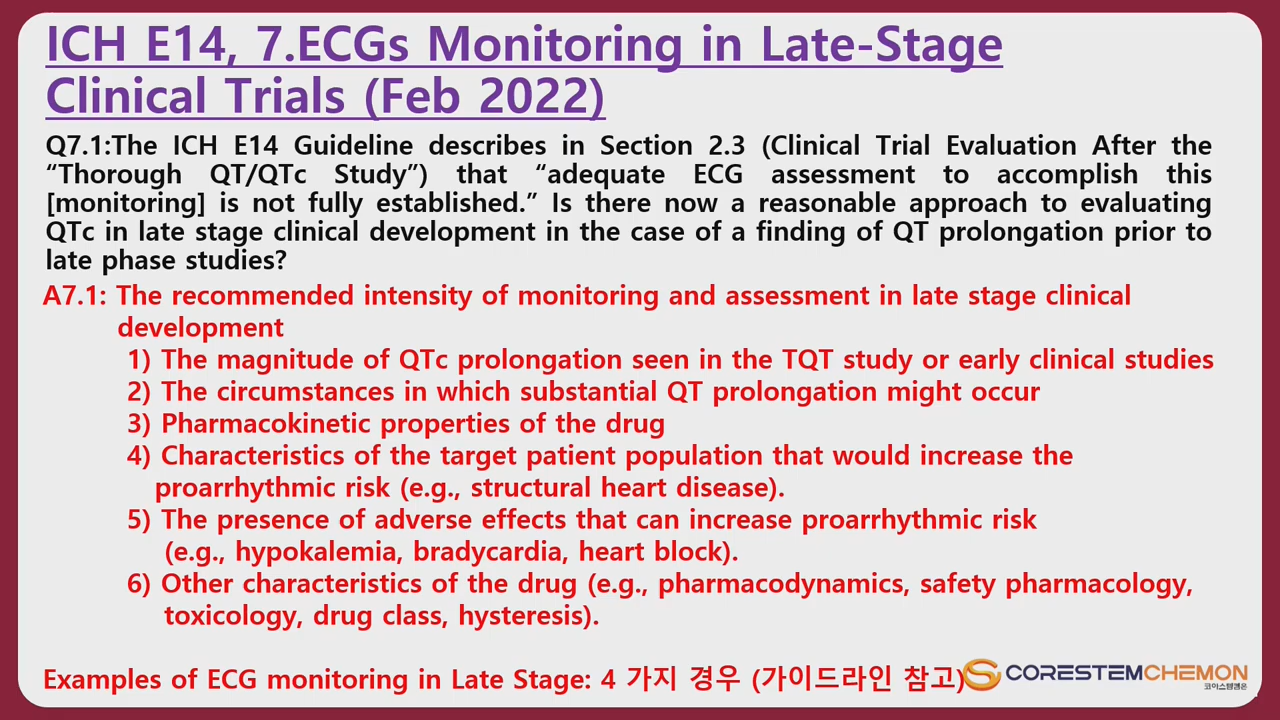 ICH E14, 7.ECGs Monitoring in Late-Stage
Clinical Trials (Feb 2022)
Q7.1:The ICH E14 Guideline describes in Section 2.3 (Clinical Trial Evaluation After the
“Thorough QT/QTc Study”) that “adequate ECG assessment to accomplish this
[monitoring] is not fully established.” Is there now a reasonable approach to evaluating
QTc in late stage clinical development in the case of a finding of QT prolongation prior to
late phase studies?
A7.1: The recommended intensity of monitoring and assessment in late stage clinical
development
1) The magnitude of QTc prolongation seen in the TQT study or early clinical studies
2) The circumstances in which substantial QT prolongation might occur
3) Pharmacokinetic properties of the drug
4) Characteristics of the target patient population that would increase the
proarrhythmic risk (e.g., structural heart disease).
5) The presence of adverse effects that can increase proarrhythmic risk
(e.g., hypokalemia, bradycardia, heart block).
6) Other characteristics of the drug (e.g., pharmacodynamics, safety pharmacology,
toxicology, drug class, hysteresis).
Examples of ECG monitoring in Late Stage: 4 가지 경우 (가이드라인 참고)
CORESTEMCHEMON
코아스템켐온